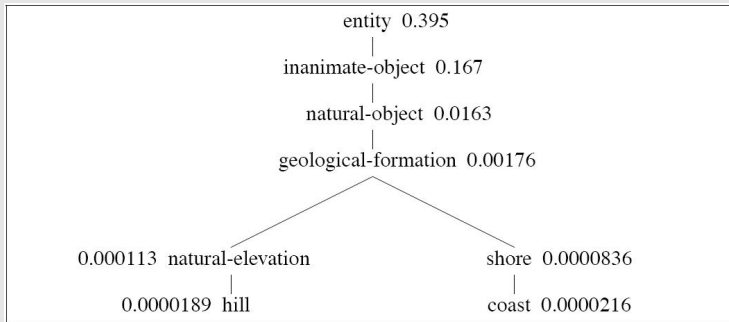 entity 0.395
inanimate-object 0.167
natural-object 0.0163
geological-formation 0.00176
0.000113 natural-elevation
shore 0.0000836
0.0000189 hill
coast 0.0000216